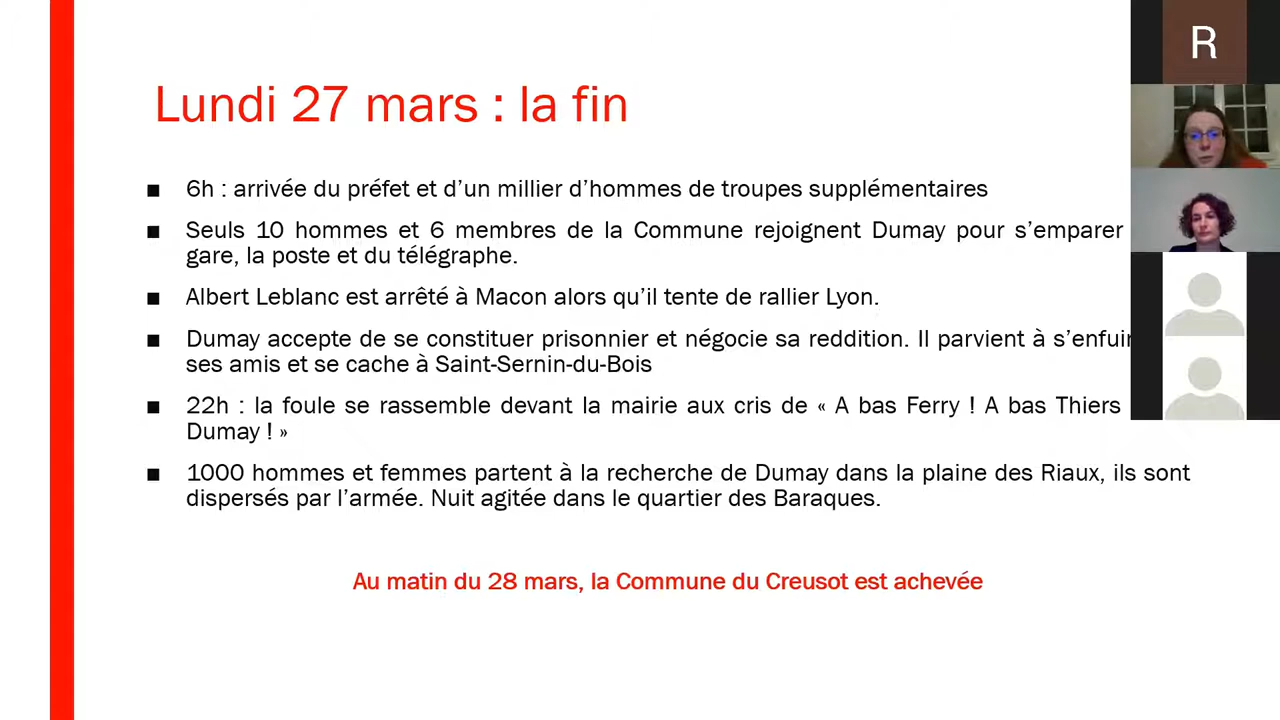 Lundi 27 mars : la fin
R
■ 6h : arrivée du préfet et d’un millier d’hommes de troupes supplémentaires
■ Seuls 10 hommes et 6 membres de la Commune rejoignent Dumay pour s’emparer
gare, la poste et du télégraphe.
■ Albert Leblanc est arrêté à Macon alors qu’il tente de rallier Lyon.
■ Dumay accepte de se constituer prisonnier et négocie sa reddition. Il parvient à s’enfuir
ses amis et se cache à Saint-Sernin-du-Bois
■ 22h : la foule se rassemble devant la mairie aux cris de « A bas Ferry ! A bas Thiers
Dumay ! »
■ 1000 hommes et femmes partent à la recherche de Dumay dans la plaine des Riaux, ils sont
dispersés par l’armée. Nuit agitée dans le quartier des Baraques.
Au matin du 28 mars, la Commune du Creusot est achevée